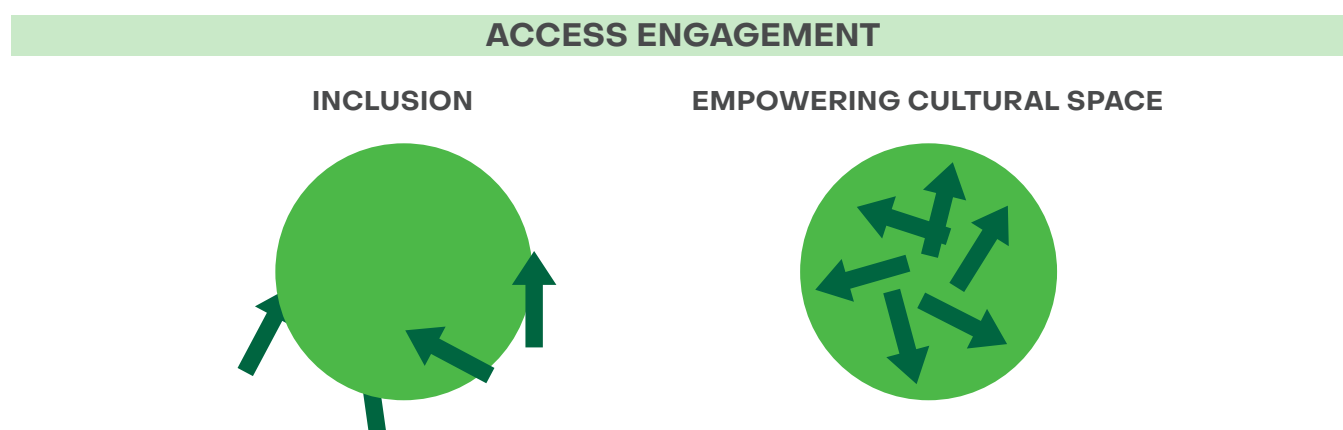 ACCESS ENGAGEMENT
INCLUSION
EMPOWERING CULTURAL SPACE